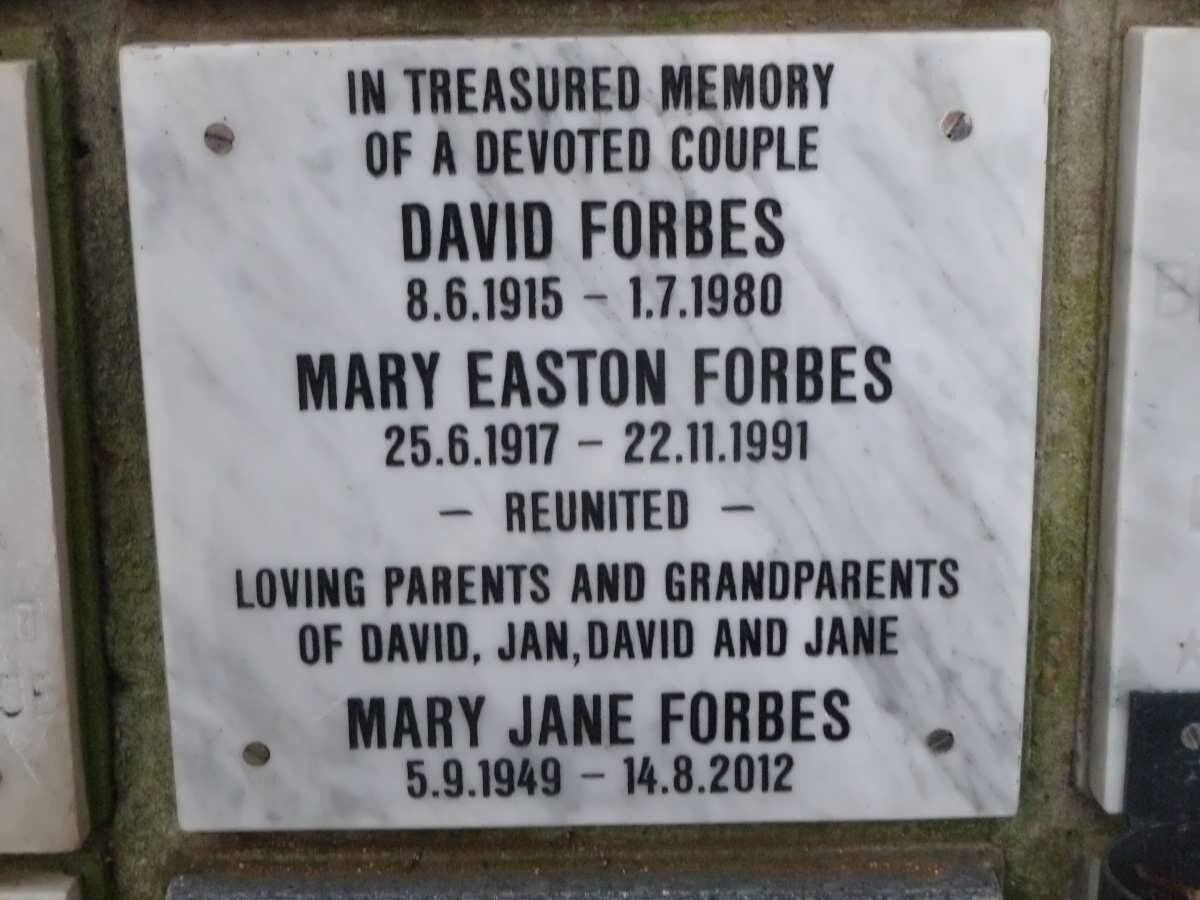 IN TREASURED MEMORY
OF A DEVOTED COUPLE
DAVID FORBES
8.6.1915 – 1.7.1980
MARY EASTON FORBES
25.6.1917 – 22.11.1991
– REUNITED –
LOVING PARENTS AND GRANDPARENTS
OF DAVID, JAN, DAVID AND JANE
MARY JANE FORBES
5.9.1949 – 14.8.2012